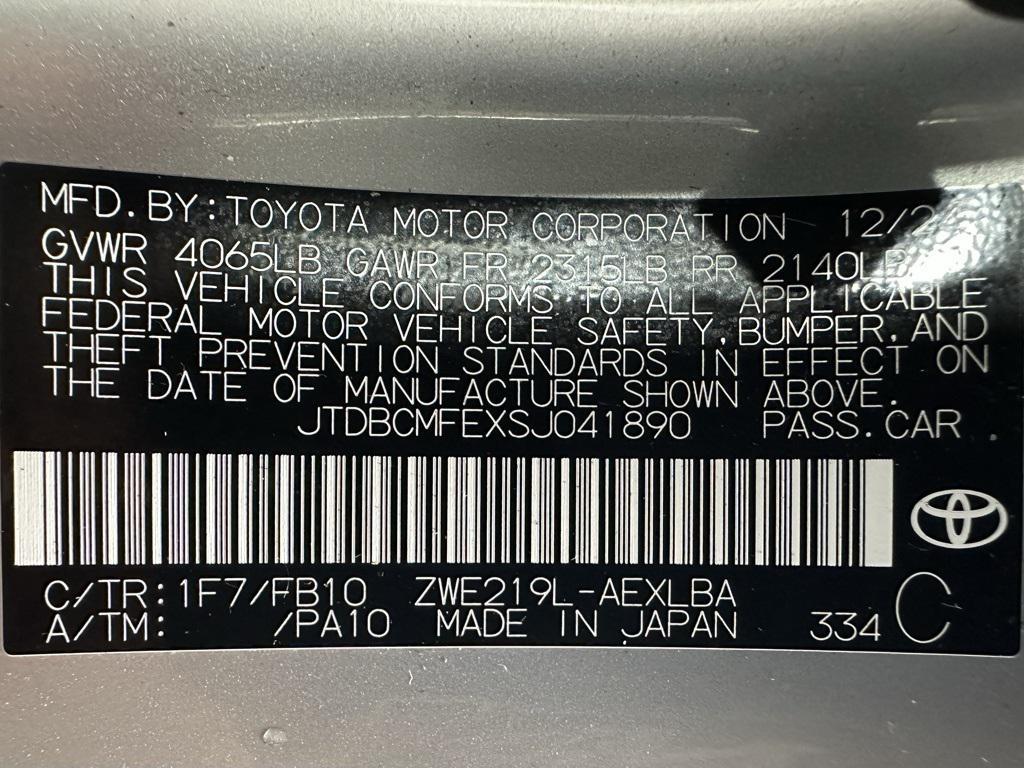 MFD. BY: TOYOTA MOTOR CORPORATION
GVWR 4065LB GAWR FR 2315LB RR 2140LB
THIS VEHICLE CONFORMS TO ALL APPLICABLE
FEDERAL MOTOR VEHICLE SAFETY, BUMPER, AND
THEFT PREVENTION STANDARDS IN EFFECT ON
THE DATE OF MANUFACTURE SHOWN ABOVE.
JTDBCMFEXSJ041890 PASS. CAR
C/TR: 1F7/FB10 ZWE219L-AEXLBA
A/TM: /PA10 MADE IN JAPAN 334 C